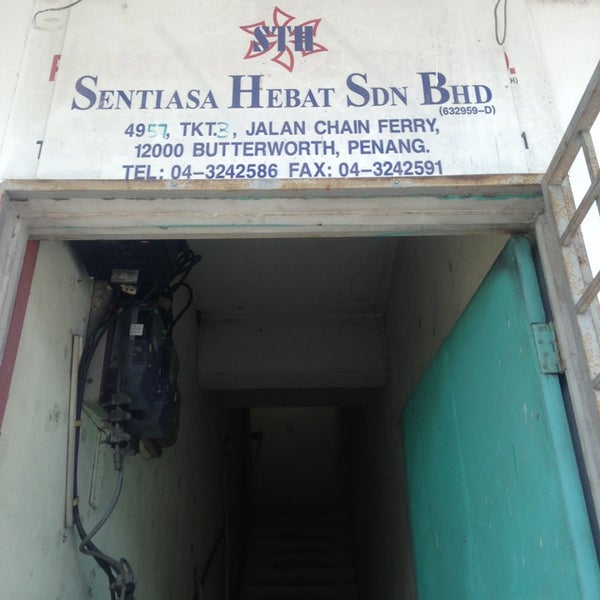 STH
SENTIASA HEBAT SDN BHD
(632959-D)
4957, TKT.3, JALAN CHAIN FERRY,
12000 BUTTERWORTH, PENANG.
TEL: 04-3242586 FAX: 04-3242591